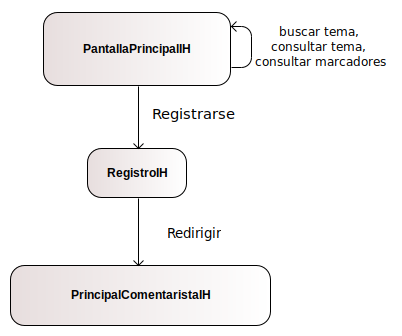 PantallaPrincipalIH
buscar tema,
consultar tema,
consultar marcadores
Registrarse
RegistroIH
Redirigir
PrincipalComentaristaIH